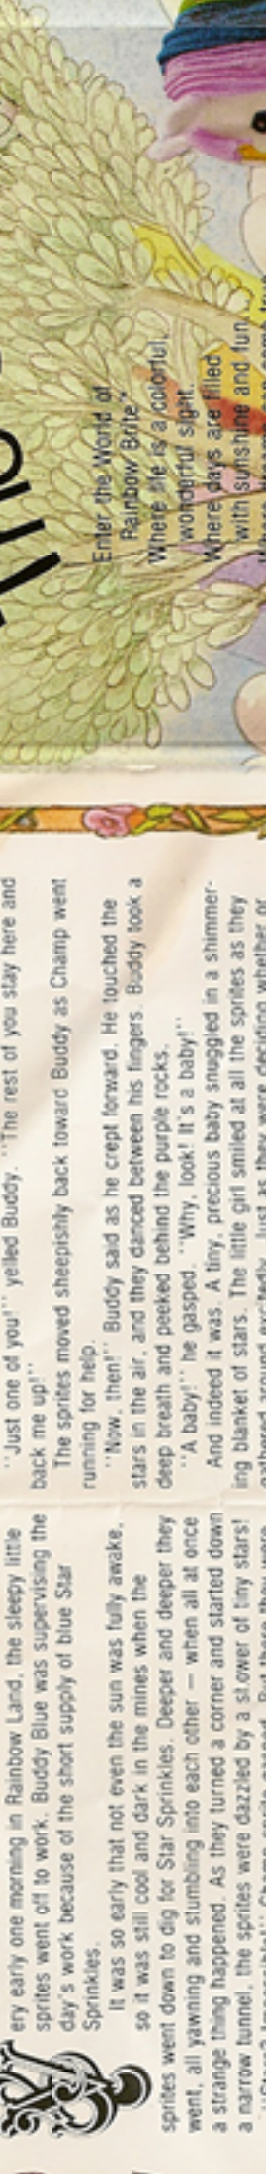 Enter the World of
Rainbow Brite™
Where life is a colorful,
wonderful sight.
Where days are filled
with sunshine and fun,
ery early one morning in Rainbow Land, the sleepy little
sprites went off to work. Buddy Blue was supervising the
day's work because of the short supply of blue Star
Sprinkles.
It was so early that not even the sun was fully awake,
so it was still cool and dark in the mines when the
sprites went down to dig for Star Sprinkles. Deeper and deeper they
went, all yawning and stumbling into each other — when all at once
a strange thing happened. As they turned a corner and started down
a narrow tunnel, the sprites were dazzled by a shower of tiny stars!
"Just one of you!" yelled Buddy. "The rest of you stay here and
back me up!"
The sprites moved sheepishly back toward Buddy as Champ went
running for help.
"Now, then!" Buddy said as he crept forward. He touched the
stars in the air, and they danced between his fingers. Buddy took a
deep breath and peeked behind the purple rocks.
"A baby!" he gasped. "Why, look! It's a baby!"
And indeed it was. A tiny, precious baby snuggled in a shimmer-
ing blanket of stars. The little girl smiled at all the sprites as they
gathered around excitedly. Just as they were deciding whether or